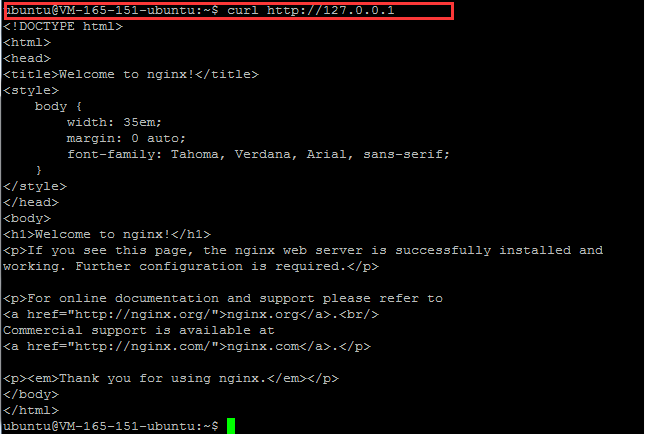 ubuntu@VM-165-151-ubuntu:~$ curl http://127.0.0.1
<!DOCTYPE html>
<html>
<head>
<title>Welcome to nginx!</title>
<style>
    body {
        width: 35em;
        margin: 0 auto;
        font-family: Tahoma, Verdana, Arial, sans-serif;
    }
</style>
</head>
<body>
<h1>Welcome to nginx!</h1>
<p>If you see this page, the nginx web server is successfully installed and
working. Further configuration is required.</p>

<p>For online documentation and support please refer to
<a href="http://nginx.org/">nginx.org</a>.<br/>
Commercial support is available at
<a href="http://nginx.com/">nginx.com</a>.</p>

<p><em>Thank you for using nginx.</em></p>
</body>
</html>
ubuntu@VM-165-151-ubuntu:~$